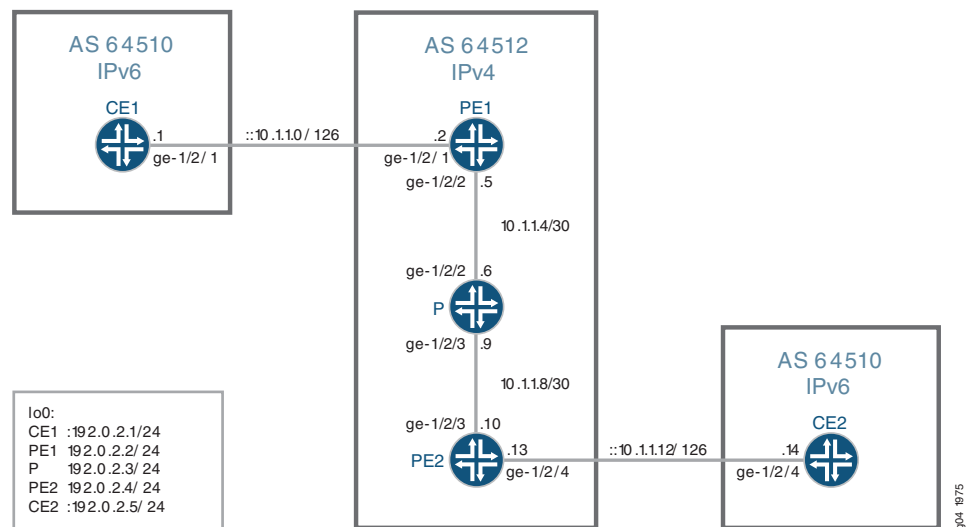 AS 64510
IPv6
CE1
.1
ge-1/2/1
::10.1.1.0/126
AS 64512
IPv4
PE1
.2
ge-1/2/1
ge-1/2/2 .5
10.1.1.4/30
ge-1/2/2 .6
P
ge-1/2/3 .9
10.1.1.8/30
ge-1/2/3 .10
PE2
.13
ge-1/2/4
::10.1.1.12/126
AS 64510
IPv6
CE2
.14
ge-1/2/4
lo0:
CE1 :192.0.2.1/24
PE1 192.0.2.2/24
P 192.0.2.3/24
PE2 192.0.2.4/24
CE2 :192.0.2.5/24
g041975